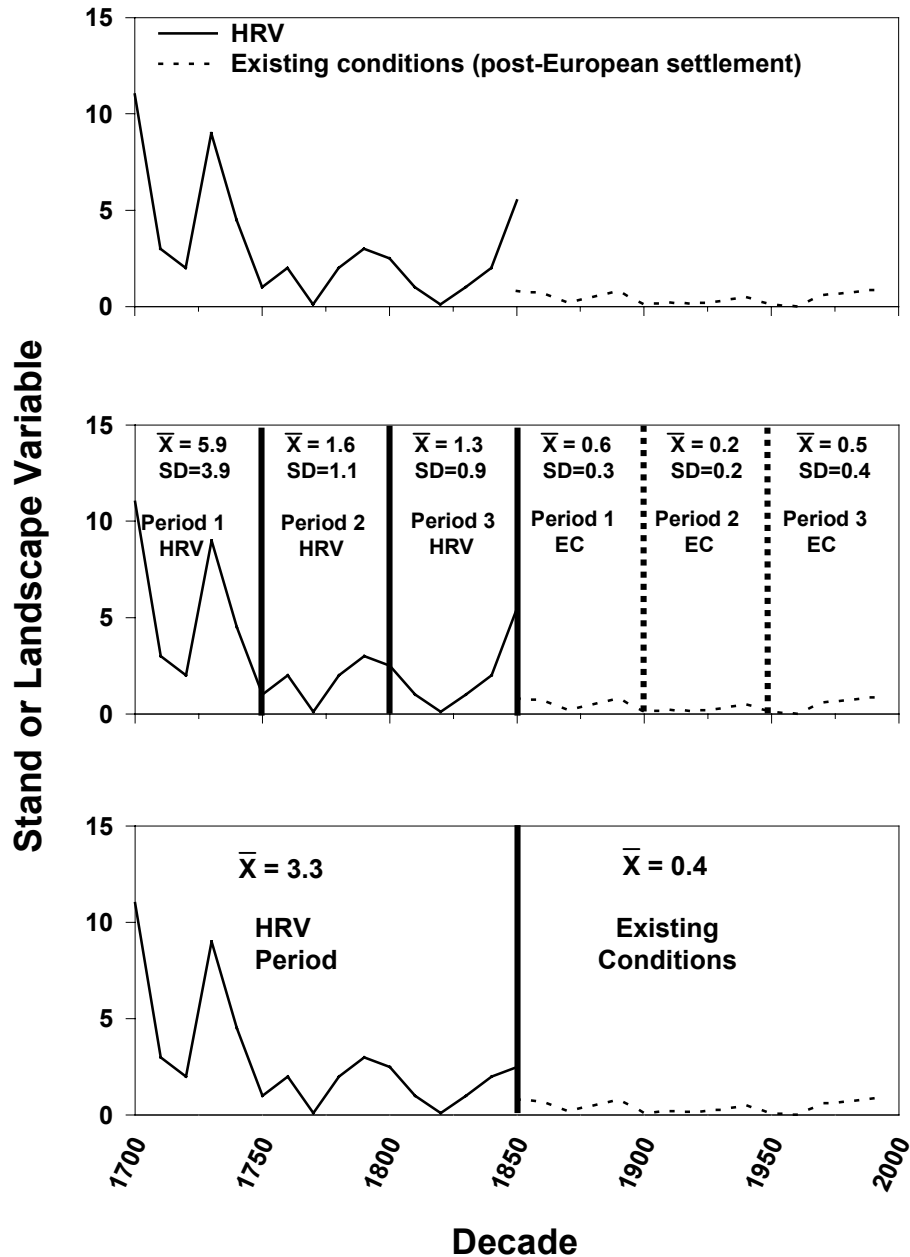 Stand or Landscape Variable
15
10
5
0
HRV
Existing conditions (post-European settlement)
15
10
5
0
X̅ = 5.9
SD=3.9
Period 1
HRV
X̅ = 1.6
SD=1.1
Period 2
HRV
X̅ = 1.3
SD=0.9
Period 3
HRV
X̅ = 0.6
SD=0.3
Period 1
EC
X̅ = 0.2
SD=0.2
Period 2
EC
X̅ = 0.5
SD=0.4
Period 3
EC
15
10
5
0
X̅ = 3.3
HRV
Period
X̅ = 0.4
Existing
Conditions
1700
1750
1800
1850
1900
1950
2000
Decade